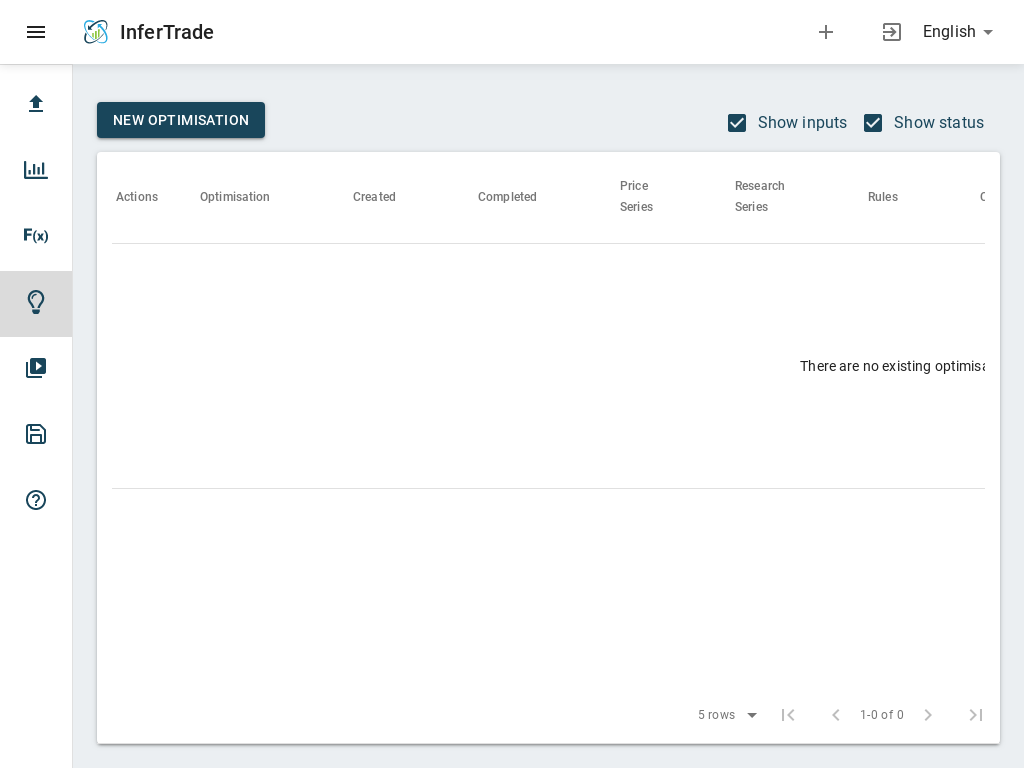 InferTrade
English
F(x)
NEW OPTIMISATION
Show inputs
Show status
Actions
Optimisation
Created
Completed
Price
Series
Research
Series
Rules
There are no existing
5 rows
1-0 of 0